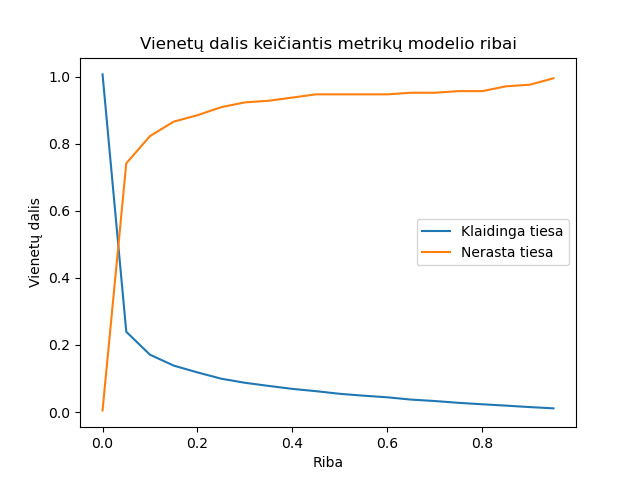 Vienetų dalis keičiantis metrikų modelio ribai
Vienetų dalis
1.0
0.8
0.6
0.4
0.2
0.0
Klaidinga tiesa
Nerasta tiesa
0.0 0.2 0.4 0.6 0.8
Riba